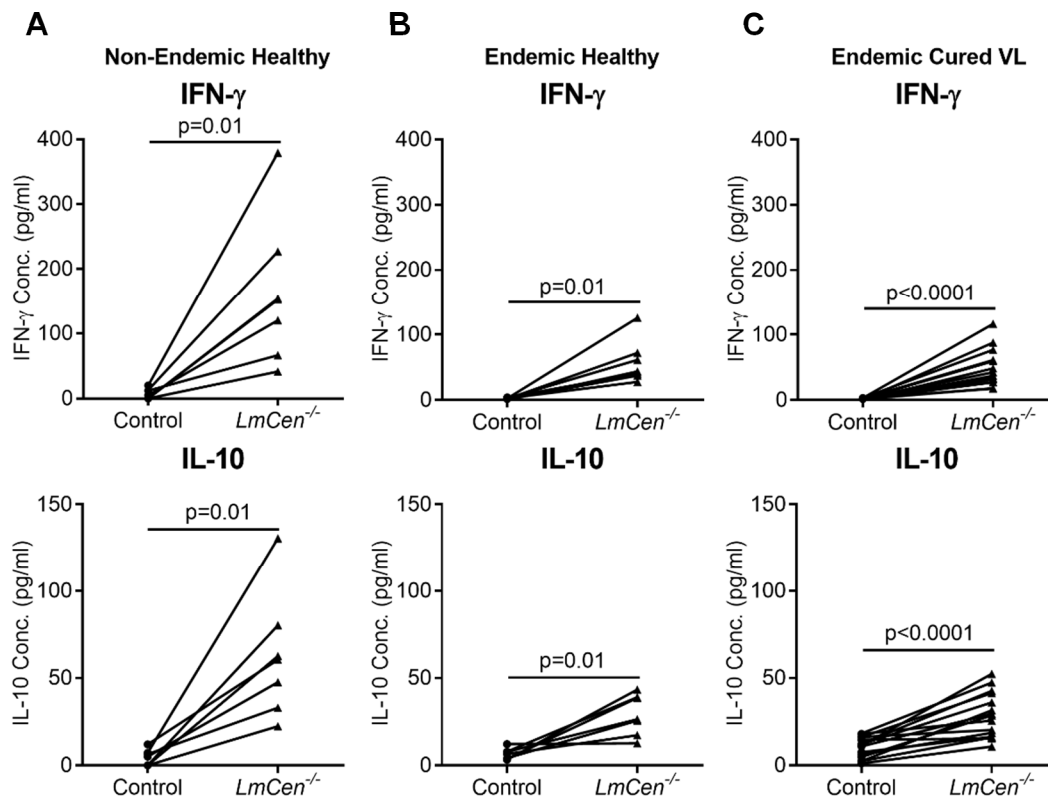 A
Non-Endemic Healthy
IFN-γ
p=0.01
400
300
200
100
0
IFN-γ Conc. (pg/ml)
Control
LmCen⁻/⁻
IL-10
p=0.01
150
100
50
0
IL-10 Conc. (pg/ml)
Control
LmCen⁻/⁻
B
Endemic Healthy
IFN-γ
400
300
200
100
0
IFN-γ Conc. (pg/ml)
p=0.01
Control
LmCen⁻/⁻
IL-10
150
100
50
0
IL-10 Conc. (pg/ml)
p=0.01
Control
LmCen⁻/⁻
C
Endemic Cured VL
IFN-γ
400
300
200
100
0
IFN-γ Conc. (pg/ml)
p<0.0001
Control
LmCen⁻/⁻
IL-10
150
100
50
0
IL-10 Conc. (pg/ml)
p<0.0001
Control
LmCen⁻/⁻